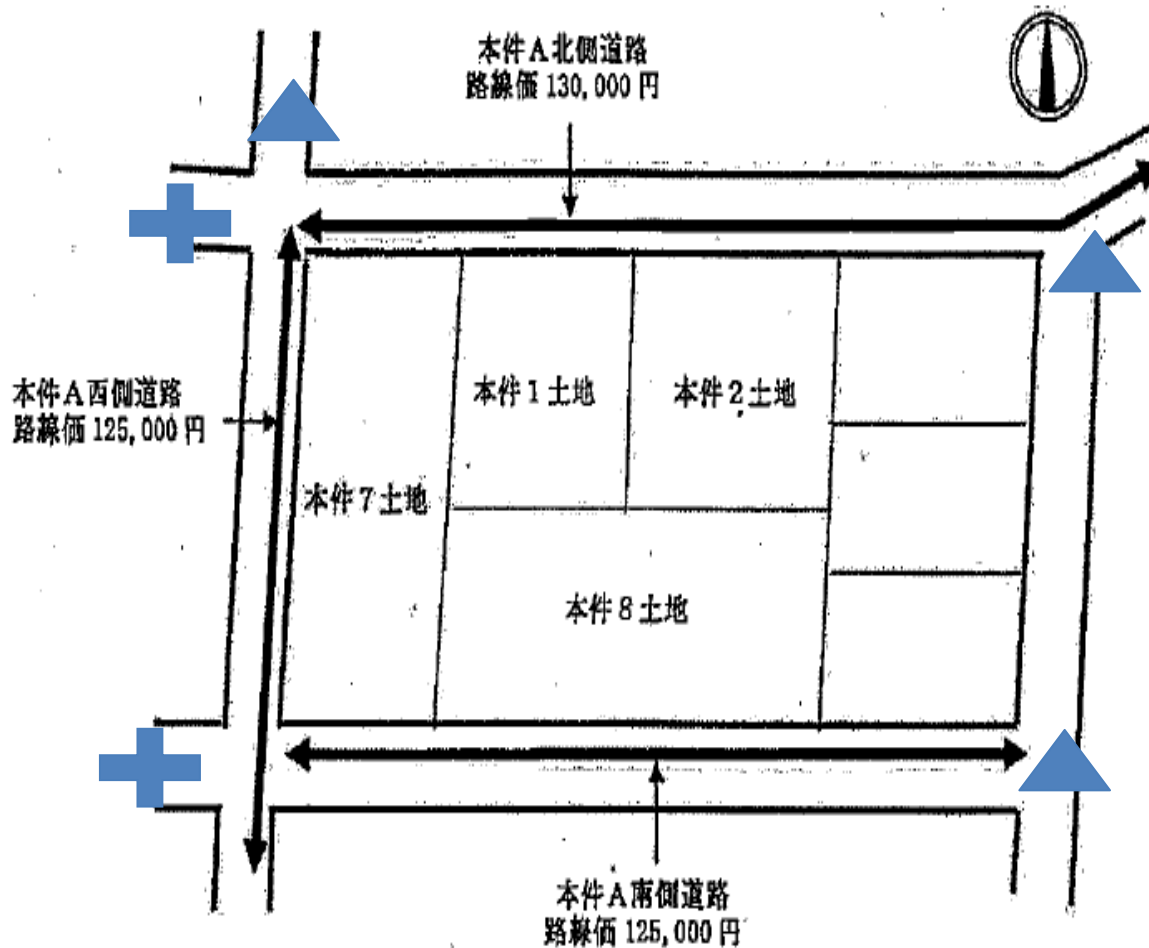 本件A北側道路
路線価 130,000 円
本件A西側道路
路線価 125,000 円
本件1土地
本件2土地
本件7土地
本件8土地
本件A南側道路
路線価 125,000 円